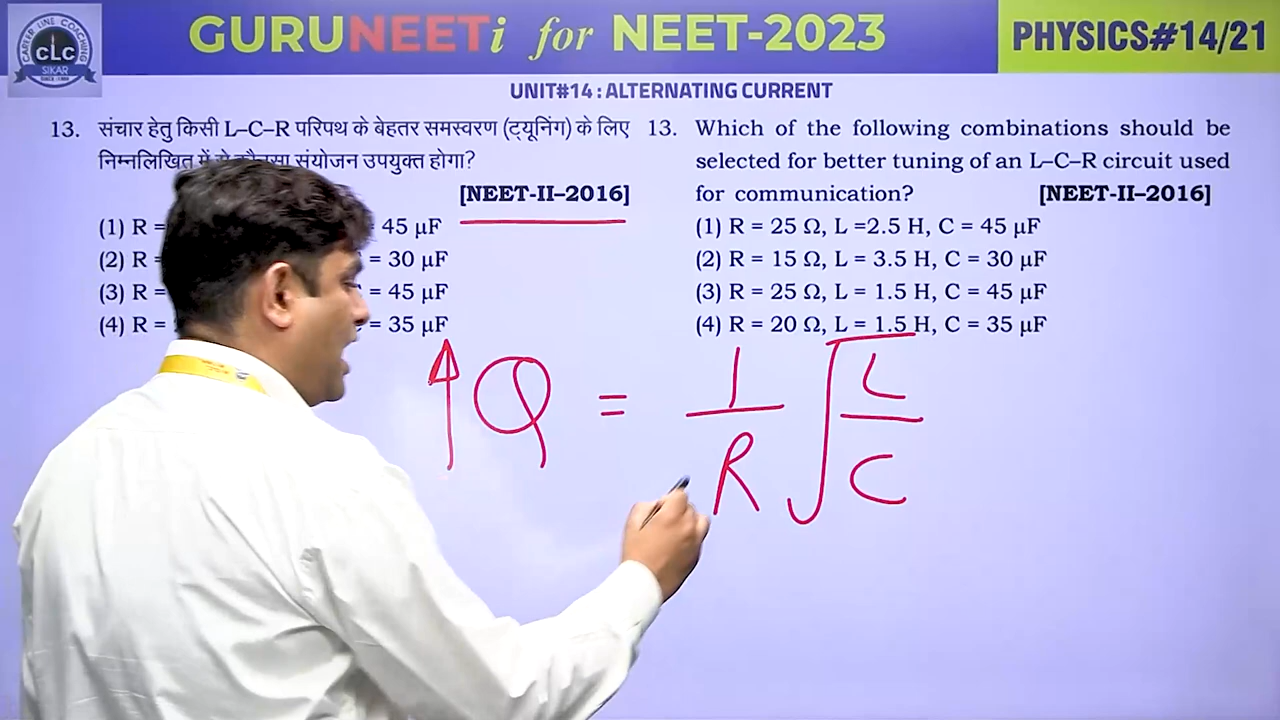 GURUNEETi for NEET-2023
PHYSICS#14/21
CAREER LINE COACHING
CLC
SIKAR
UNIT#14 : ALTERNATING CURRENT
13. संचार हेतु किसी L–C–R परिपथ के बेहतर समस्वरण (ट्यूनिंग) के लिए
निम्नलिखित में से कौनसा संयोजन उपयुक्त होगा?
[NEET-II–2016]
(1) R = 45 μF
(2) R = = 30 μF
(3) R = = 45 μF
(4) R = = 35 μF
13. Which of the following combinations should be
selected for better tuning of an L–C–R circuit used
for communication? [NEET-II–2016]
(1) R = 25 Ω, L =2.5 H, C = 45 μF
(2) R = 15 Ω, L = 3.5 H, C = 30 μF
(3) R = 25 Ω, L = 1.5 H, C = 45 μF
(4) R = 20 Ω, L = 1.5 H, C = 35 μF
↑ Q = 1/R √(L/C)